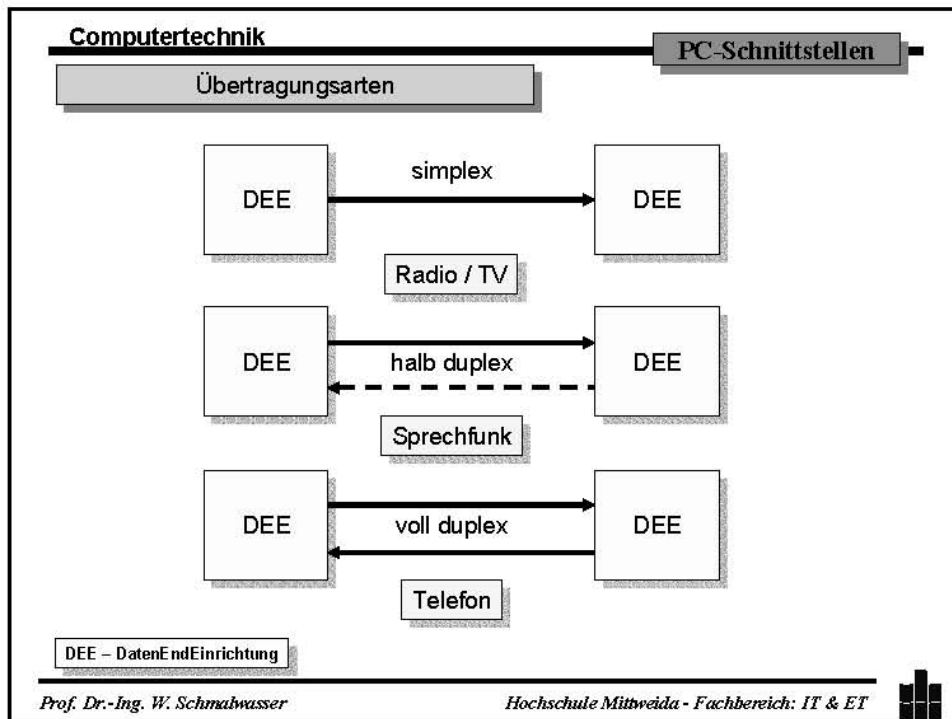 Computertechnik
PC-Schnittstellen
Übertragungsarten
DEE simplex DEE
Radio / TV
DEE halb duplex DEE
Sprechfunk
DEE voll duplex DEE
Telefon
DEE – DatenEndEinrichtung
Prof. Dr.-Ing. W. Schmalwasser Hochschule Mittweida - Fachbereich: IT & ET